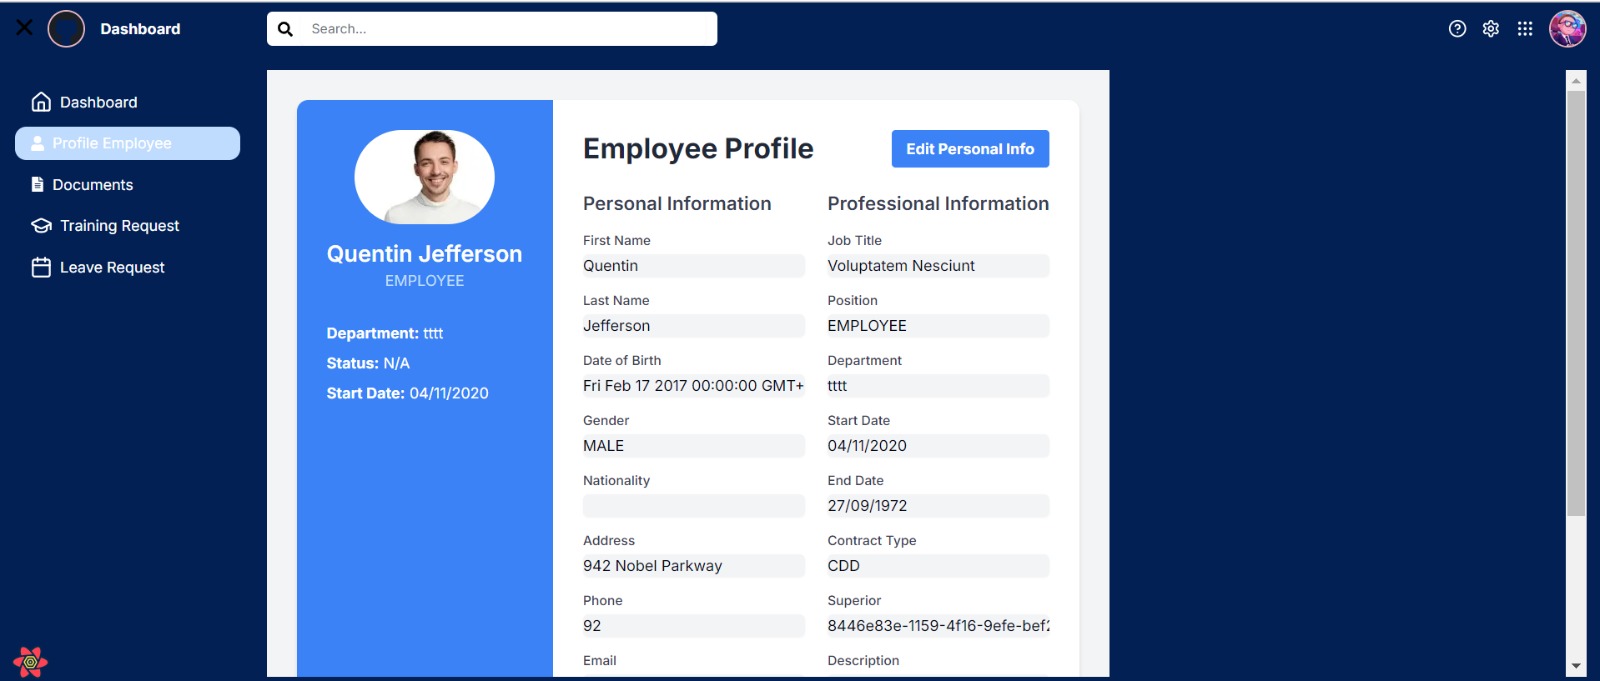 Dashboard
Search...
Dashboard
Profile Employee
Documents
Training Request
Leave Request
Quentin Jefferson
EMPLOYEE
Department: tttt
Status: N/A
Start Date: 04/11/2020
Employee Profile
Edit Personal Info
Personal Information
First Name
Quentin
Last Name
Jefferson
Date of Birth
Fri Feb 17 2017 00:00:00 GMT+
Gender
MALE
Nationality
Address
942 Nobel Parkway
Phone
92
Email
Professional Information
Job Title
Voluptatem Nesciunt
Position
EMPLOYEE
Department
tttt
Start Date
04/11/2020
End Date
27/09/1972
Contract Type
CDD
Superior
8446e83e-1159-4f16-9efe-bef2
Description